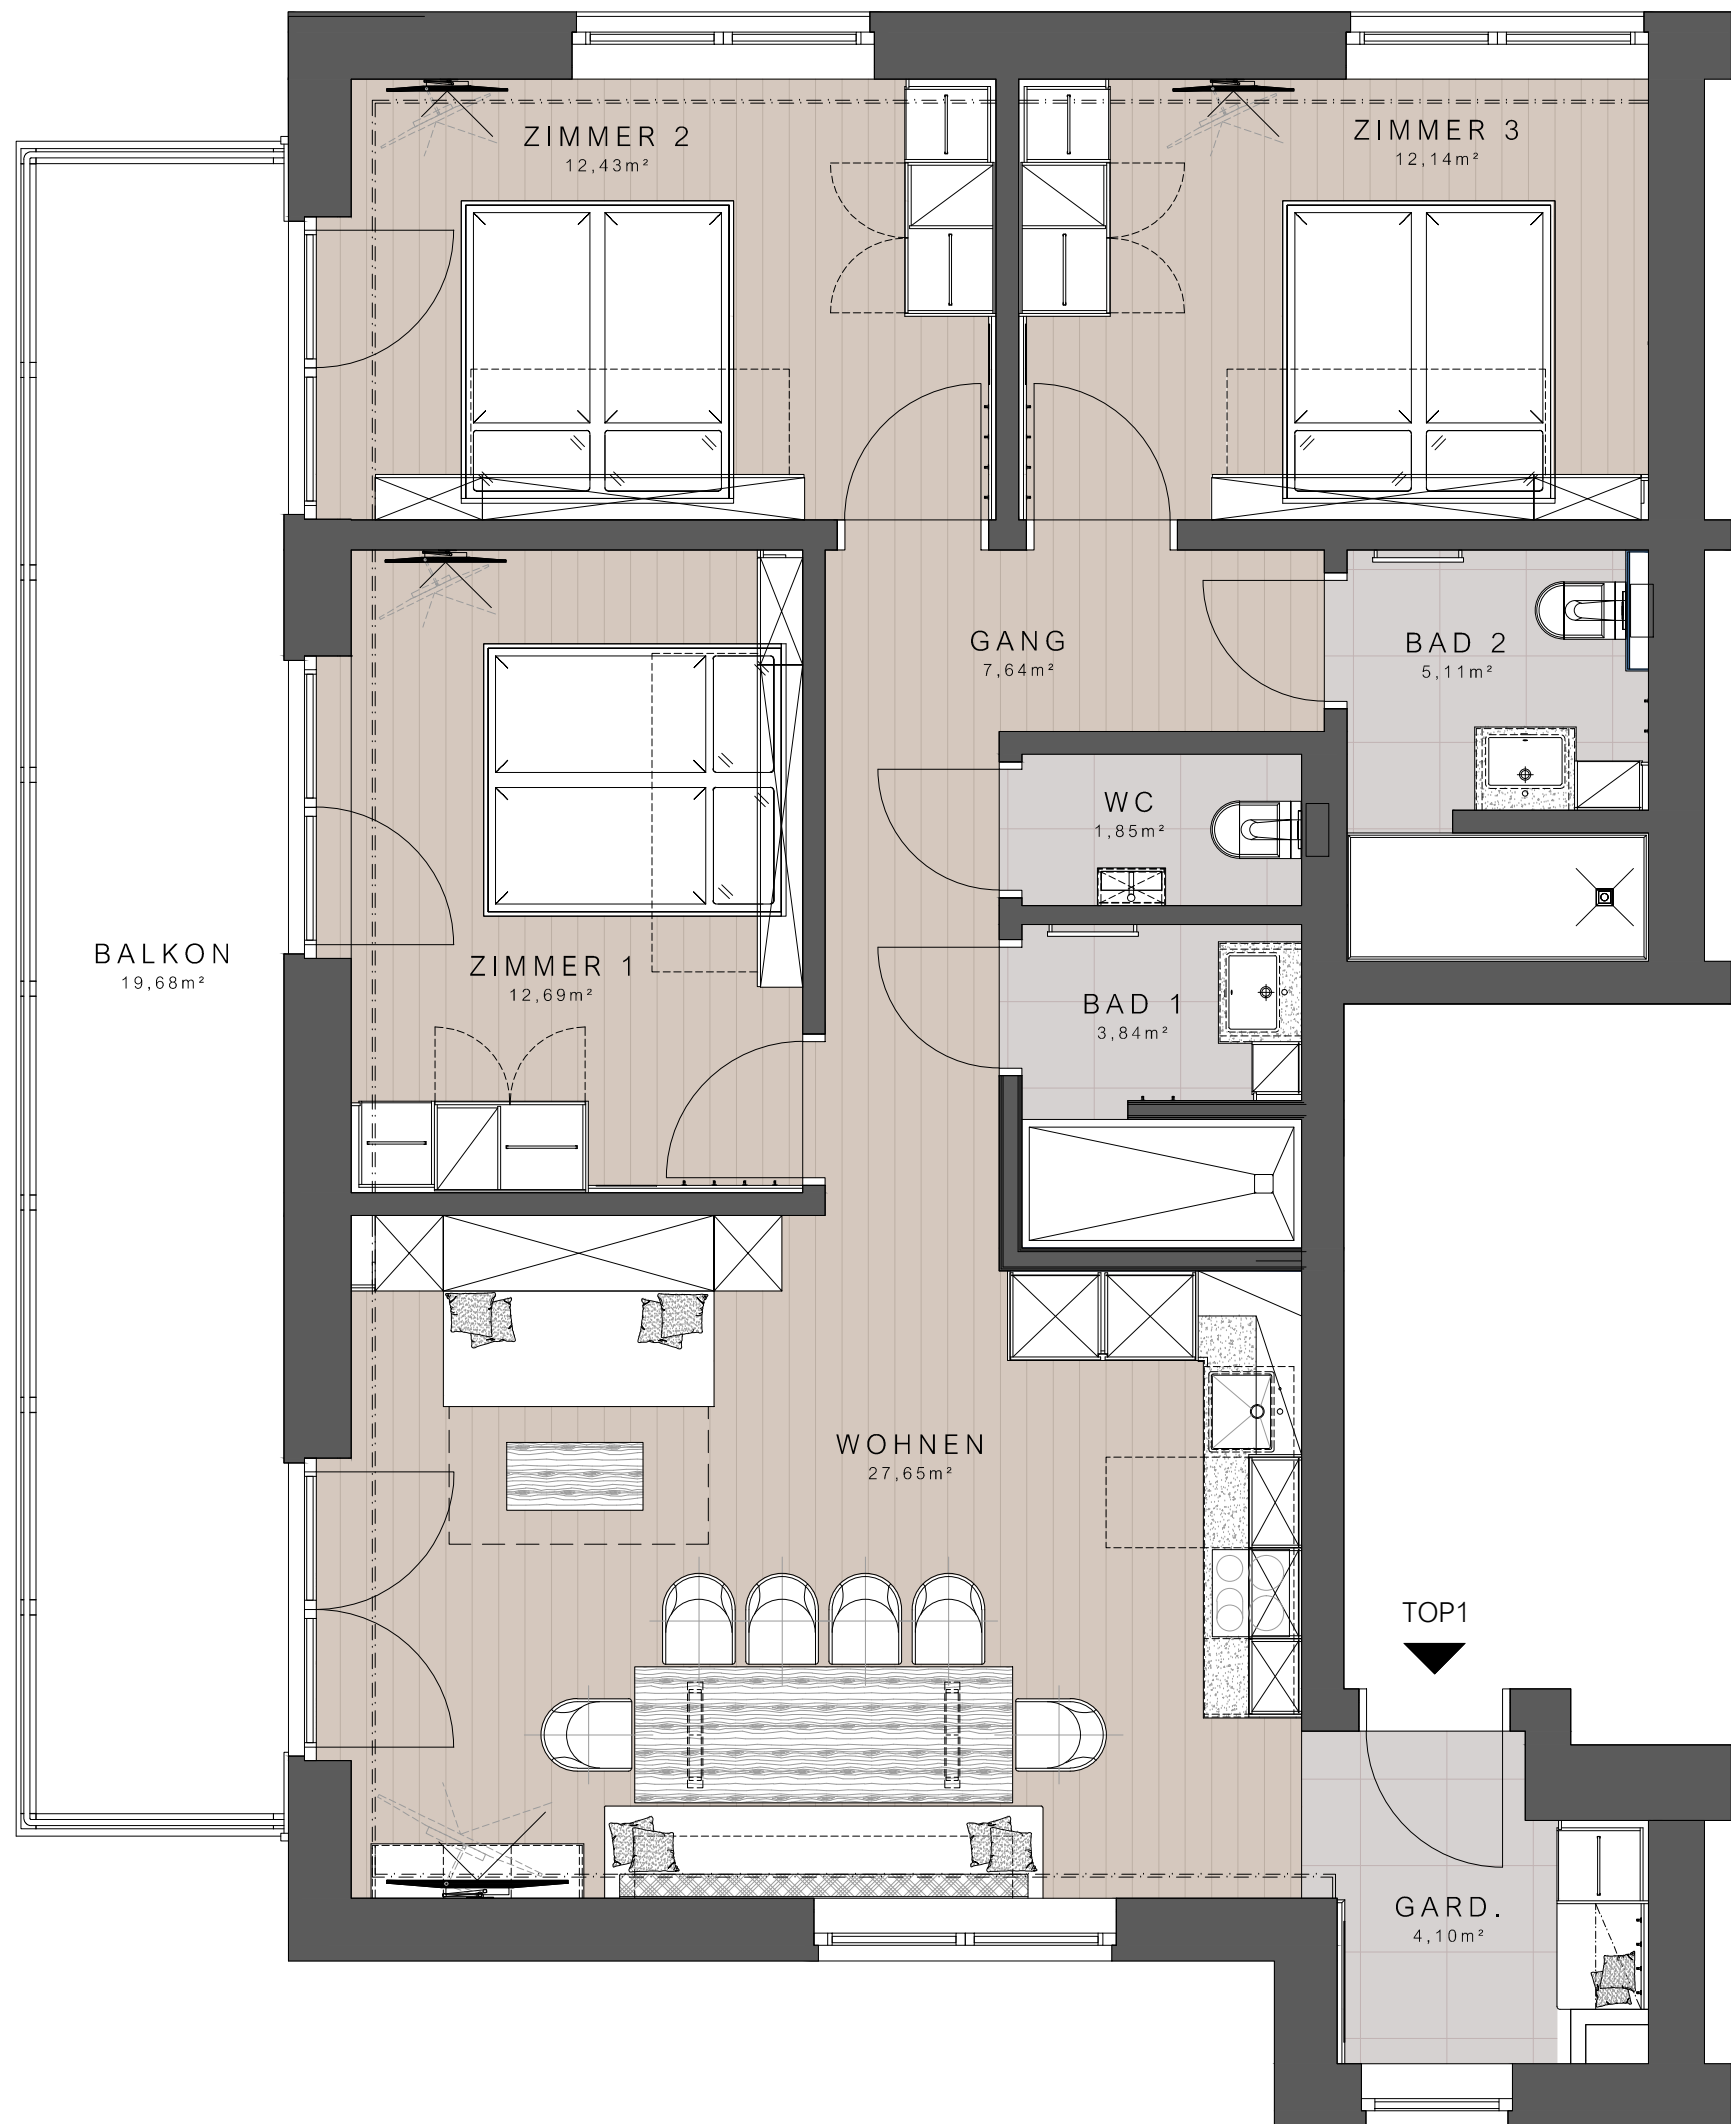 ZIMMER 2
12,43m²
ZIMMER 3
12,14m²
GANG
7,64m²
BAD 2
5,11m²
WC
1,85m²
BALKON
19,68m²
ZIMMER 1
12,69m²
BAD 1
3,84m²
WOHNEN
27,65m²
TOP1
GARD.
4,10m²